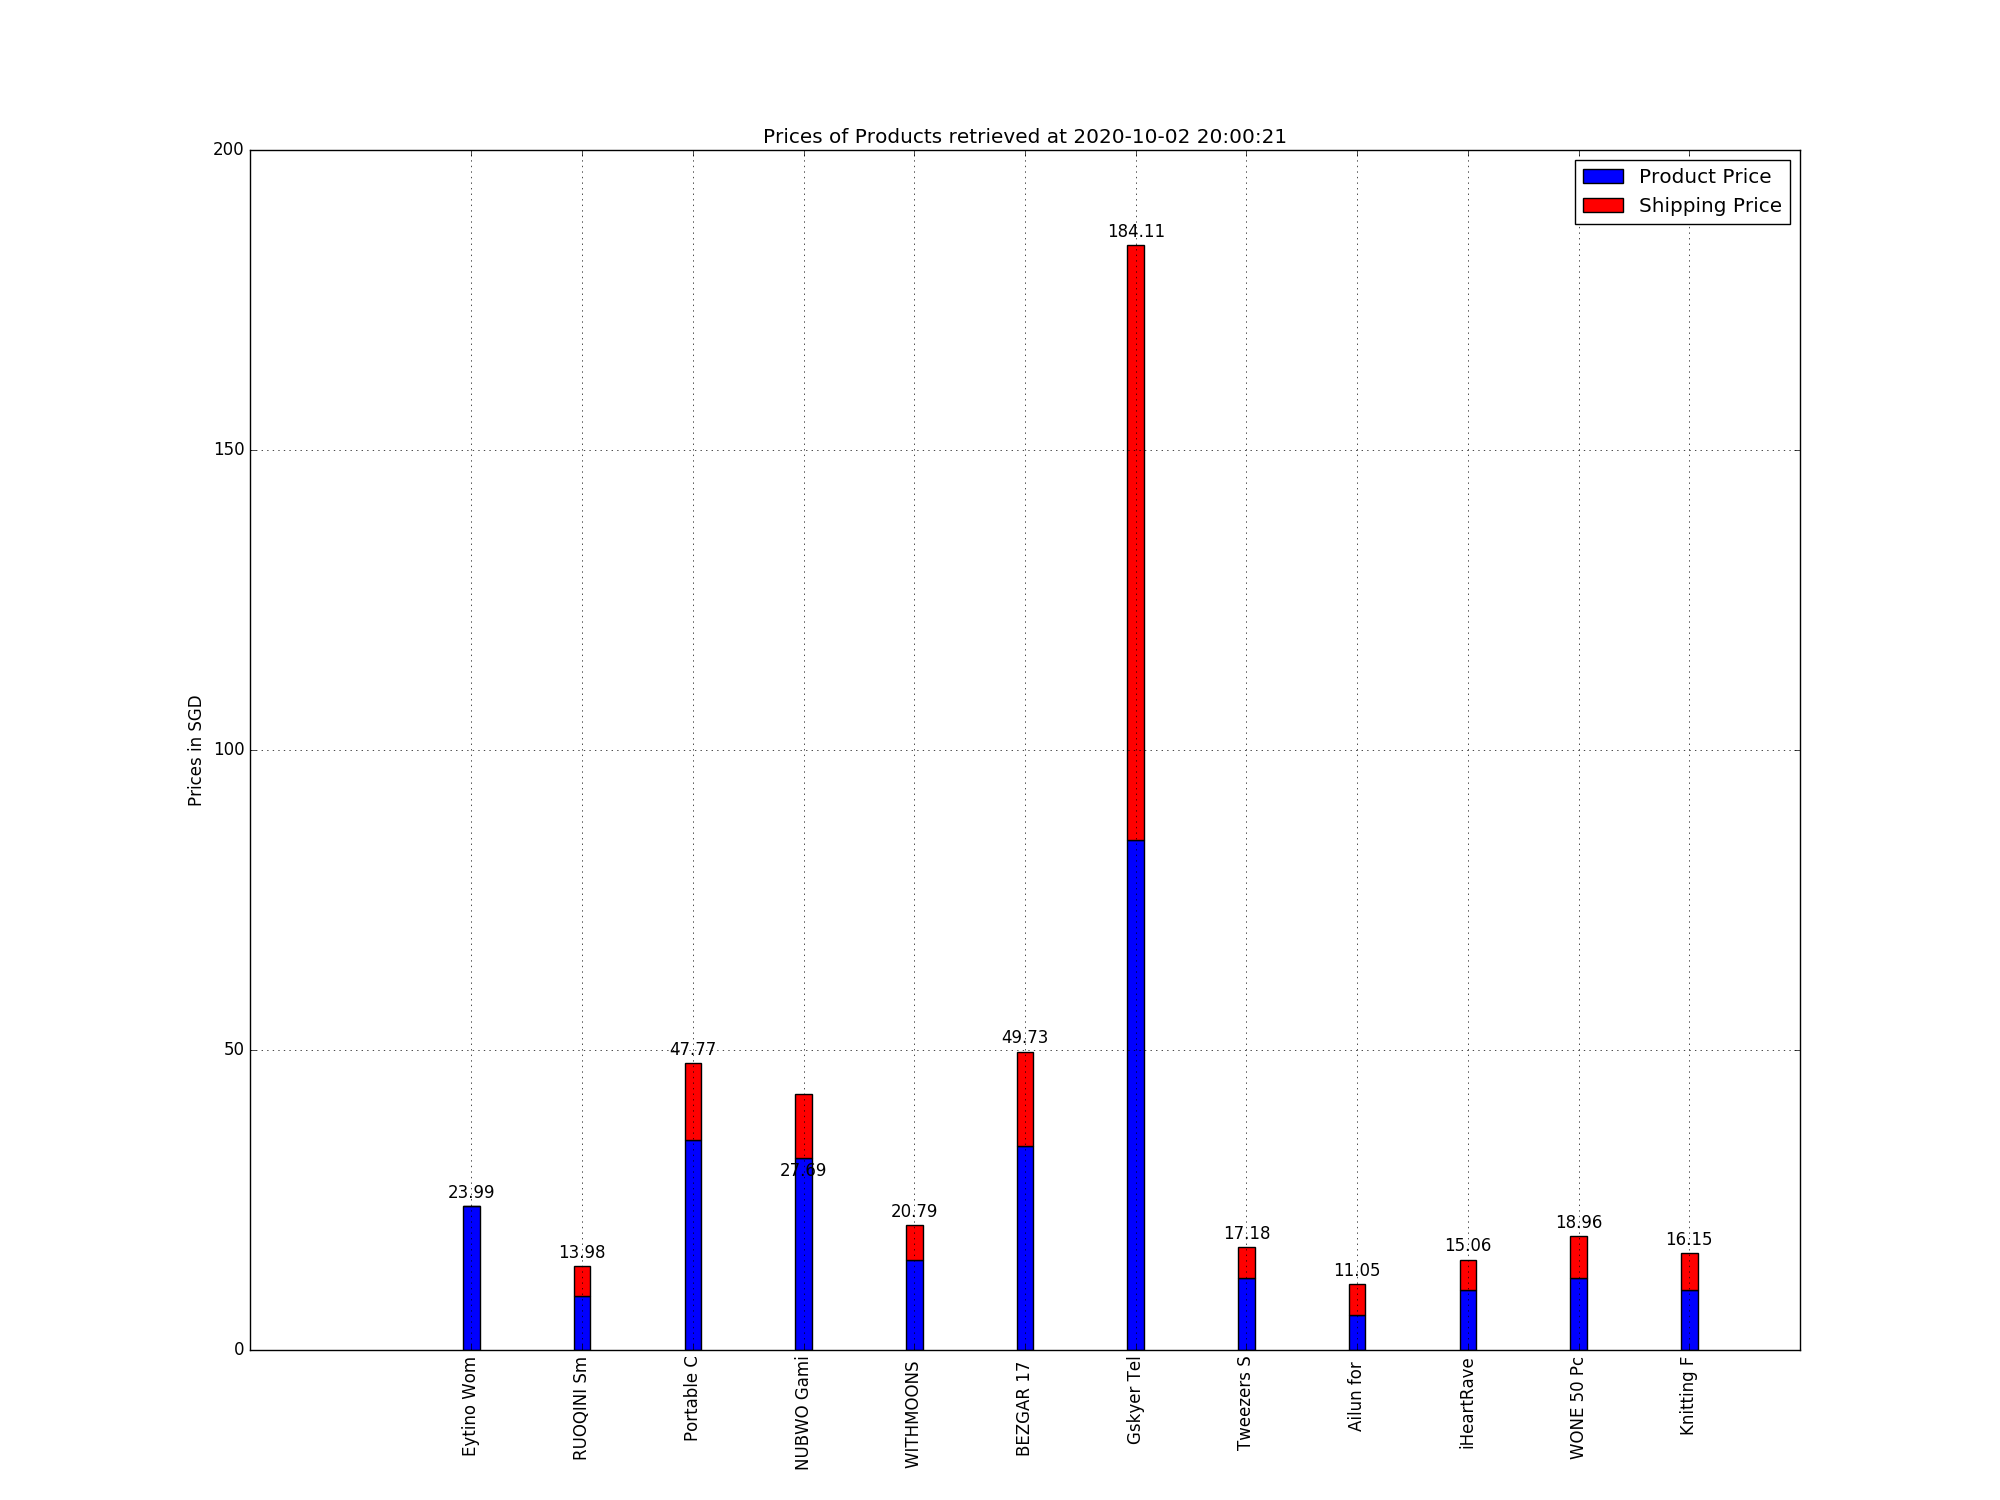 Prices of Products retrieved at 2020-10-02 20:00:21
Product Price
Shipping Price
200
150
100
50
0
Prices in SGD
23.99
13.98
47.77
27.69
20.79
49.73
184.11
17.18
11.05
15.06
18.96
16.15
Eytino Wom
RUOQINI Sm
Portable C
NUBWO Gami
WITHMOONS
BEZGAR 17
Gskyer Tel
Tweezers S
Ailun for
iHeartRave
WONE 50 Pc
Knitting F